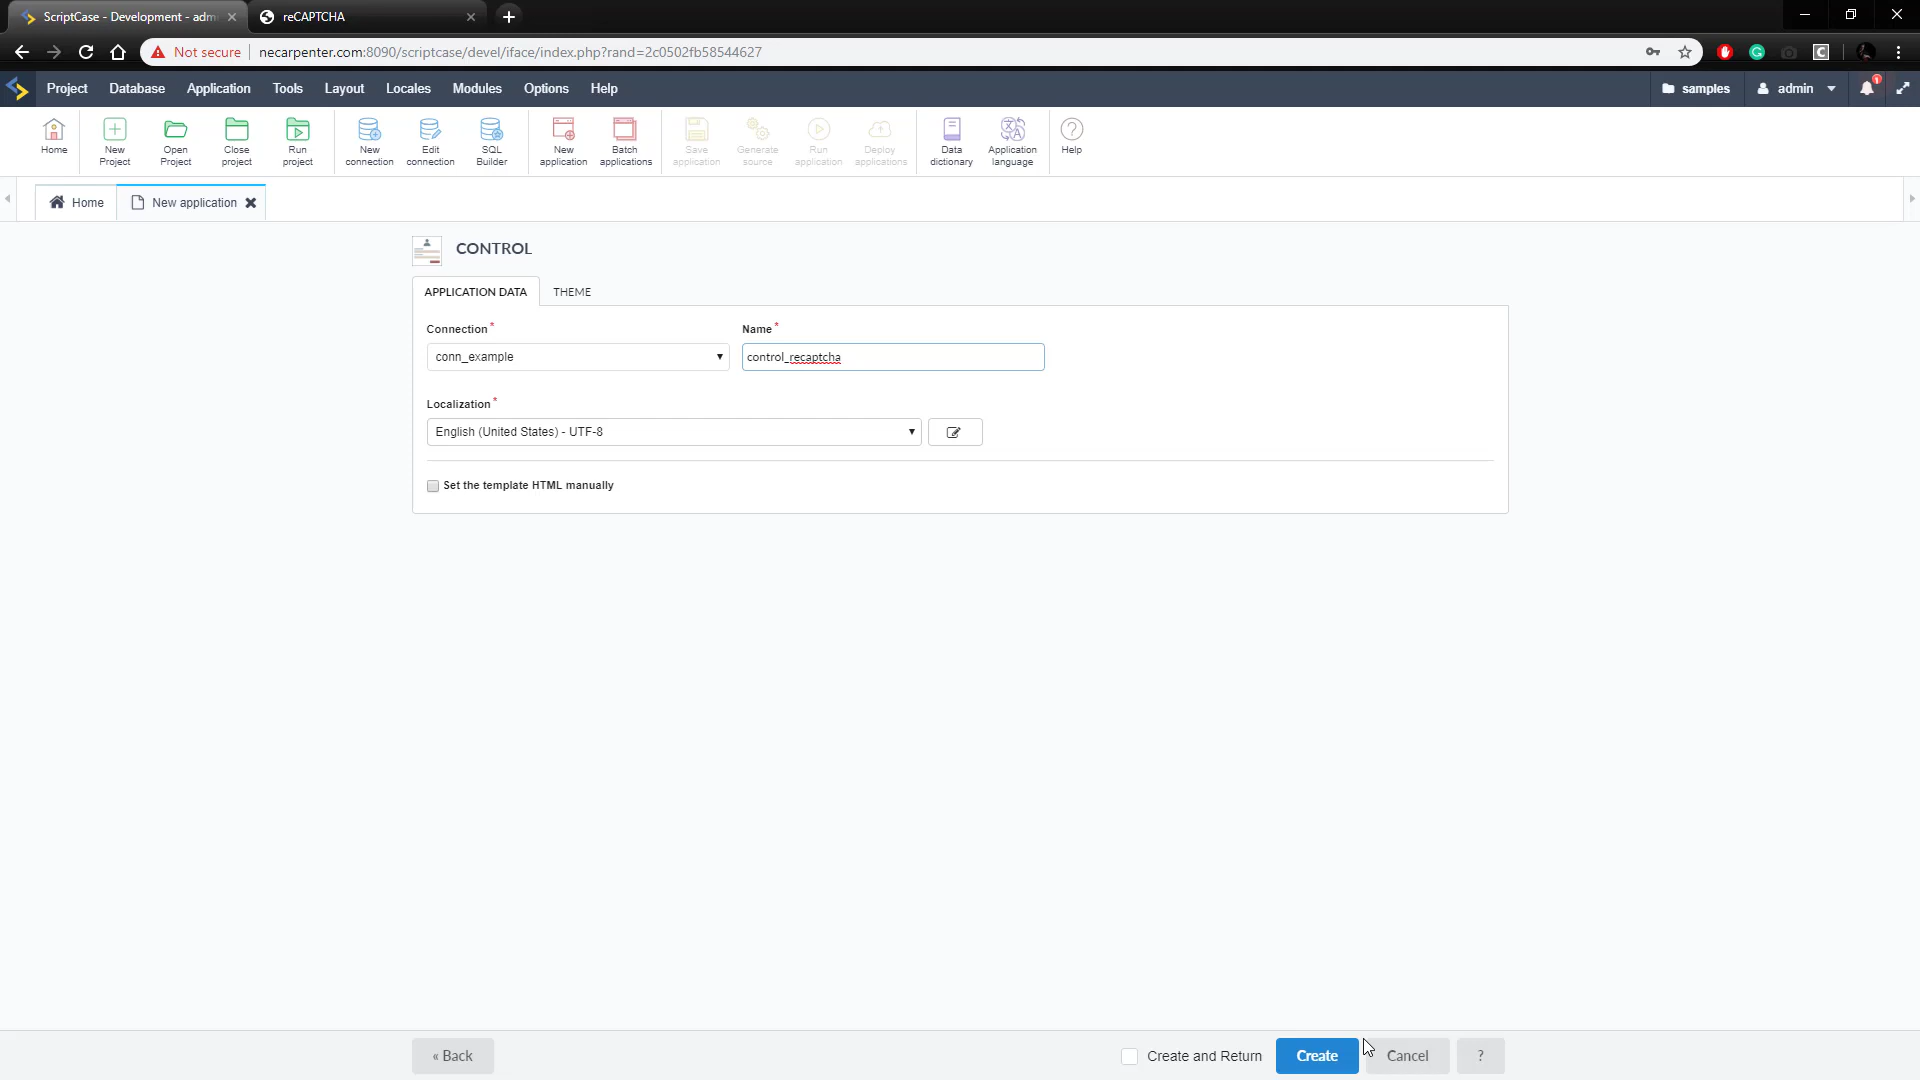 ScriptCase - Development - adm
reCAPTCHA
Not secure
necarpenter.com:8090/scriptcase/devel/iface/index.php?rand=2c0502fb58544627
Project
Database
Application
Tools
Layout
Locales
Modules
Options
Help
samples
admin
1
Home
New Project
Open Project
Close project
Run project
New connection
Edit connection
SQL Builder
New application
Batch applications
Save application
Generate source
Run application
Deploy applications
Data dictionary
Application language
Help
Home
New application
CONTROL
APPLICATION DATA
THEME
Connection *
Name *
conn_example
control_recaptcha
Localization *
English (United States) - UTF-8
Set the template HTML manually
« Back
Create and Return
Create
Cancel
?